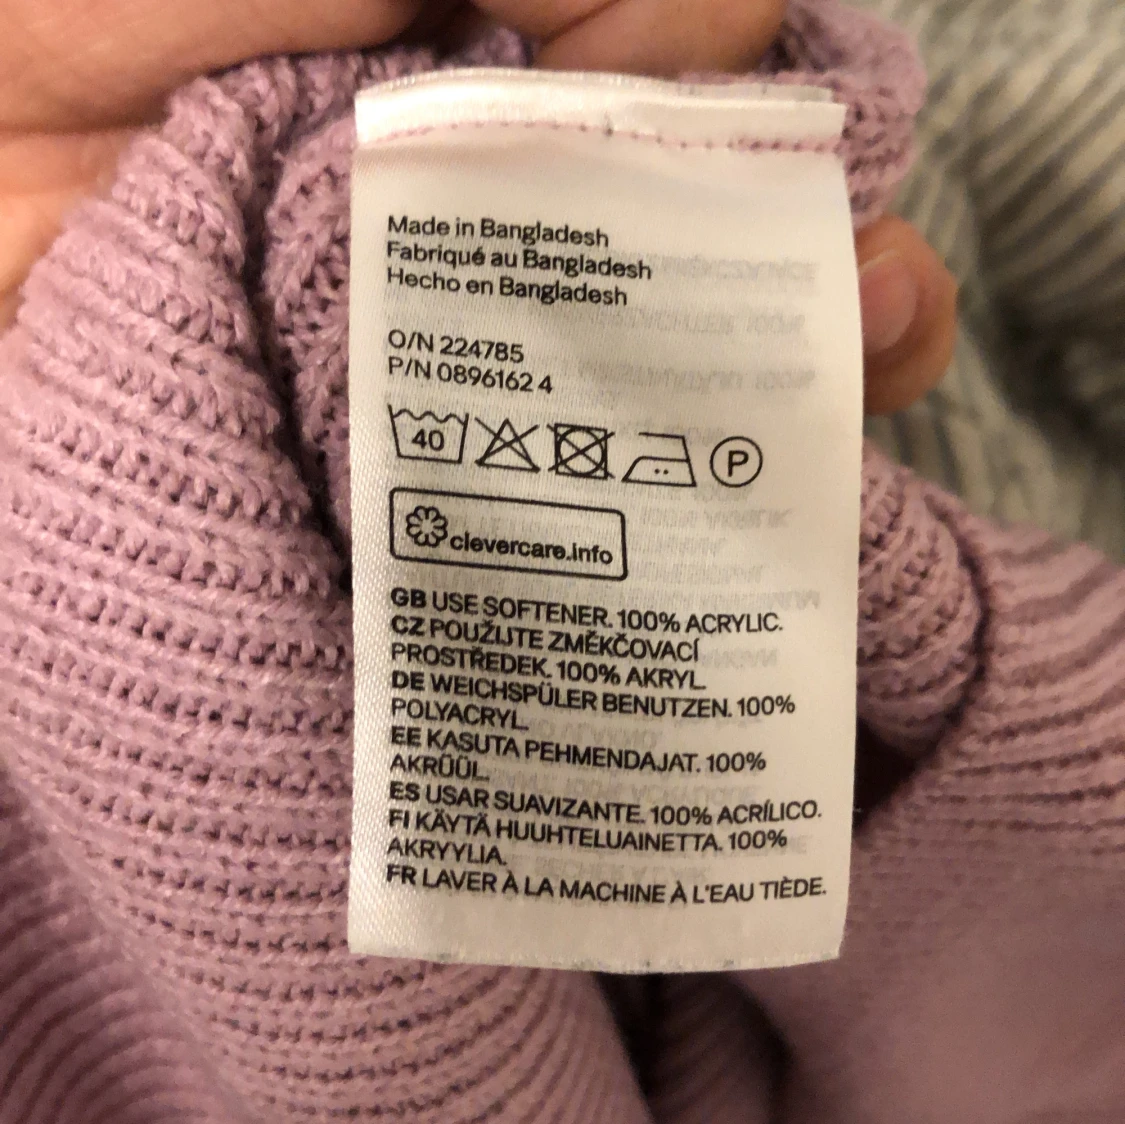 Made in Bangladesh
Fabriqué au Bangladesh
Hecho en Bangladesh
O/N 224785
P/N 0896162 4
40 P
clevercare.info
GB USE SOFTENER. 100% ACRYLIC.
CZ POUŽIJTE ZMĚKČOVACÍ
PROSTŘEDEK. 100% AKRYL.
DE WEICHSPÜLER BENUTZEN. 100%
POLYACRYL.
EE KASUTA PEHMENDAJAT. 100%
AKRÜÜL.
ES USAR SUAVIZANTE. 100% ACRÍLICO.
FI KÄYTÄ HUUHTELUAINETTA. 100%
AKRYYLIA.
FR LAVER À LA MACHINE À L'EAU TIÈDE.